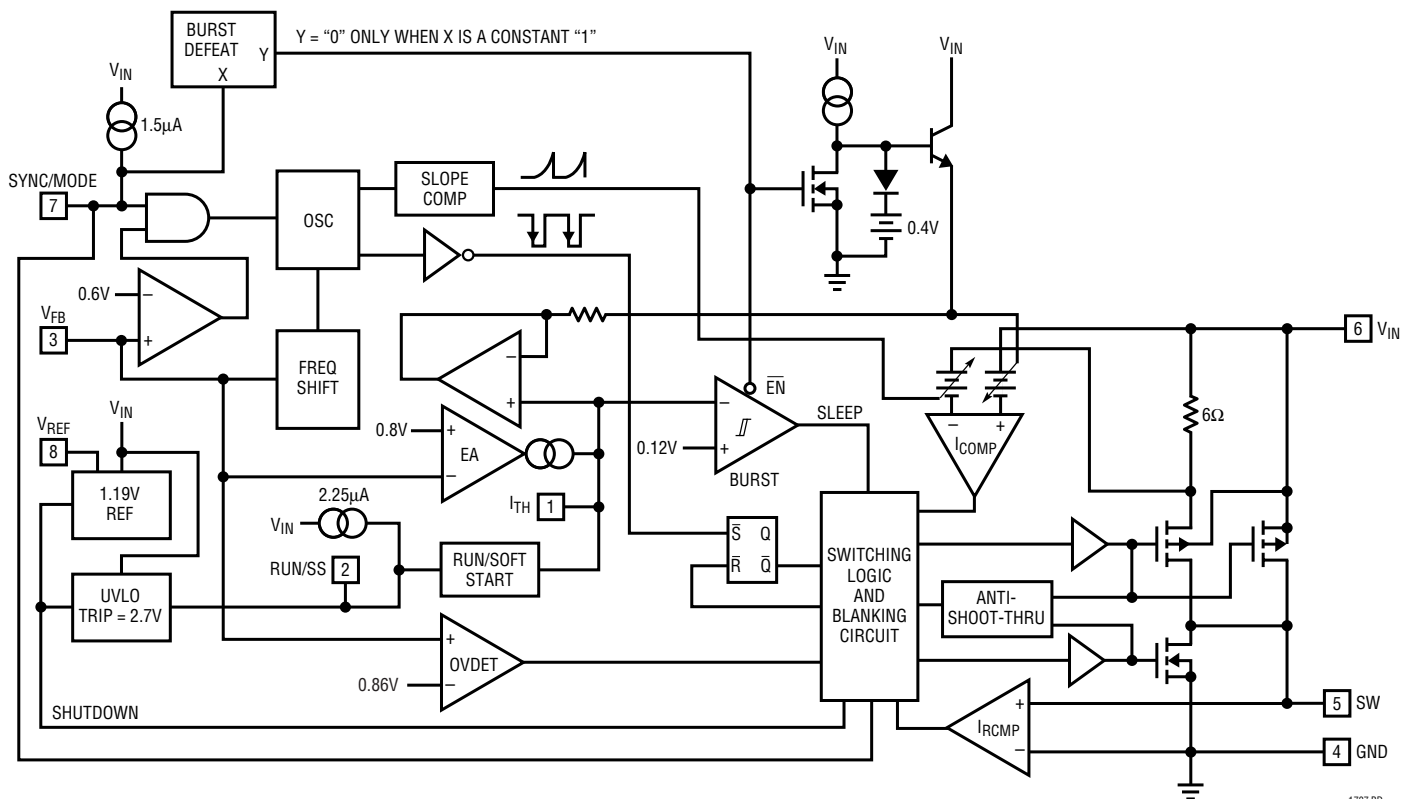 BURST
DEFEAT
Y
X
Y = “0” ONLY WHEN X IS A CONSTANT “1”
VIN
1.5µA
SYNC/MODE
7
OSC
SLOPE
COMP
VIN
VIN
0.4V
0.6V
−
+
VFB
3
FREQ
SHIFT
−
+
VREF
8
VIN
1.19V
REF
0.8V
+
−
EA
EN
−
+
0.12V
BURST
SLEEP
−
+
ICOMP
6
VIN
6Ω
ITH
1
2.25µA
VIN
RUN/SS
2
RUN/SOFT
START
UVLO
TRIP = 2.7V
S
Q
R
Q
SWITCHING
LOGIC
AND
BLANKING
CIRCUIT
ANTI-
SHOOT-THRU
+
−
OVDET
0.86V
SHUTDOWN
+
−
IRCMP
5
SW
4
GND